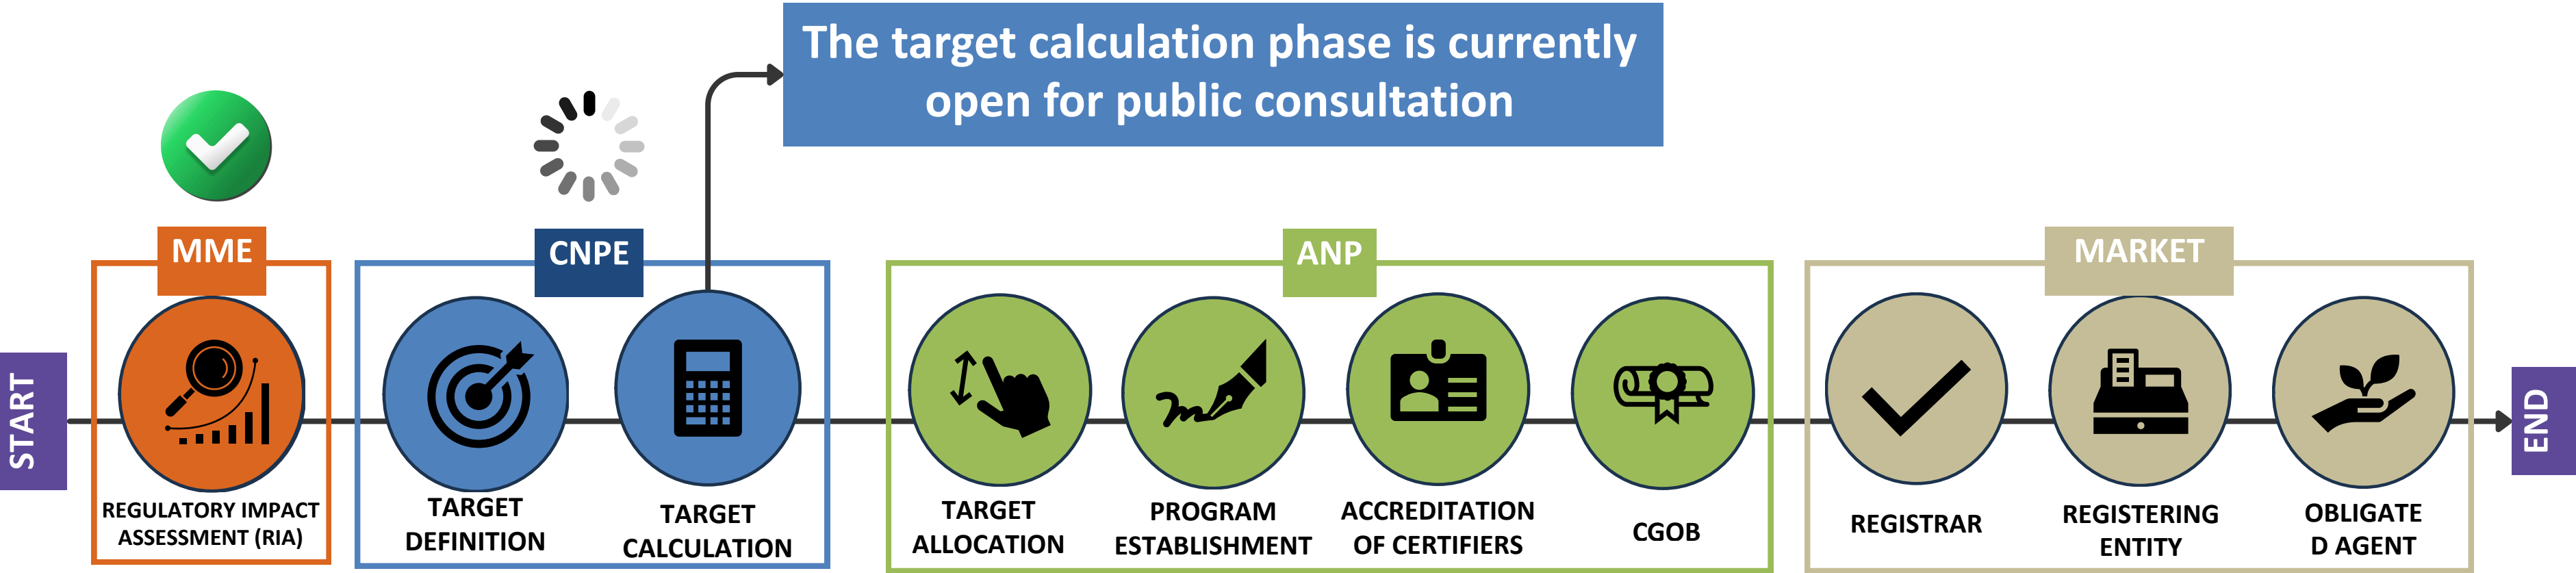 The target calculation phase is currently
open for public consultation
START
MME
REGULATORY IMPACT
ASSESSMENT (RIA)
CNPE
TARGET
DEFINITION
TARGET
CALCULATION
ANP
TARGET
ALLOCATION
PROGRAM
ESTABLISHMENT
ACCREDITATION
OF CERTIFIERS
CGOB
MARKET
REGISTRAR
REGISTERING
ENTITY
OBLIGATE
D AGENT
END